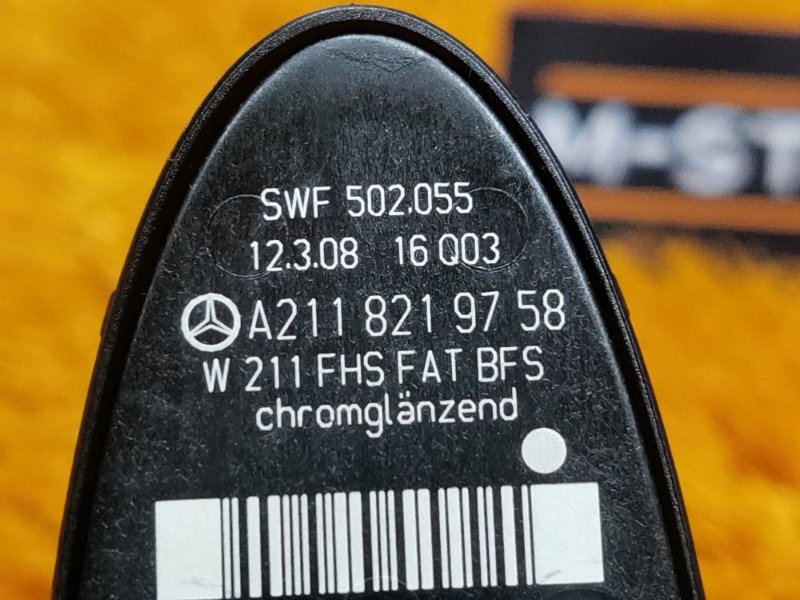 SWF 502.055
12.3.08 16 Q03
A211 821 97 58
W 211 FHS FAT BFS
chromglänzend
M-ST